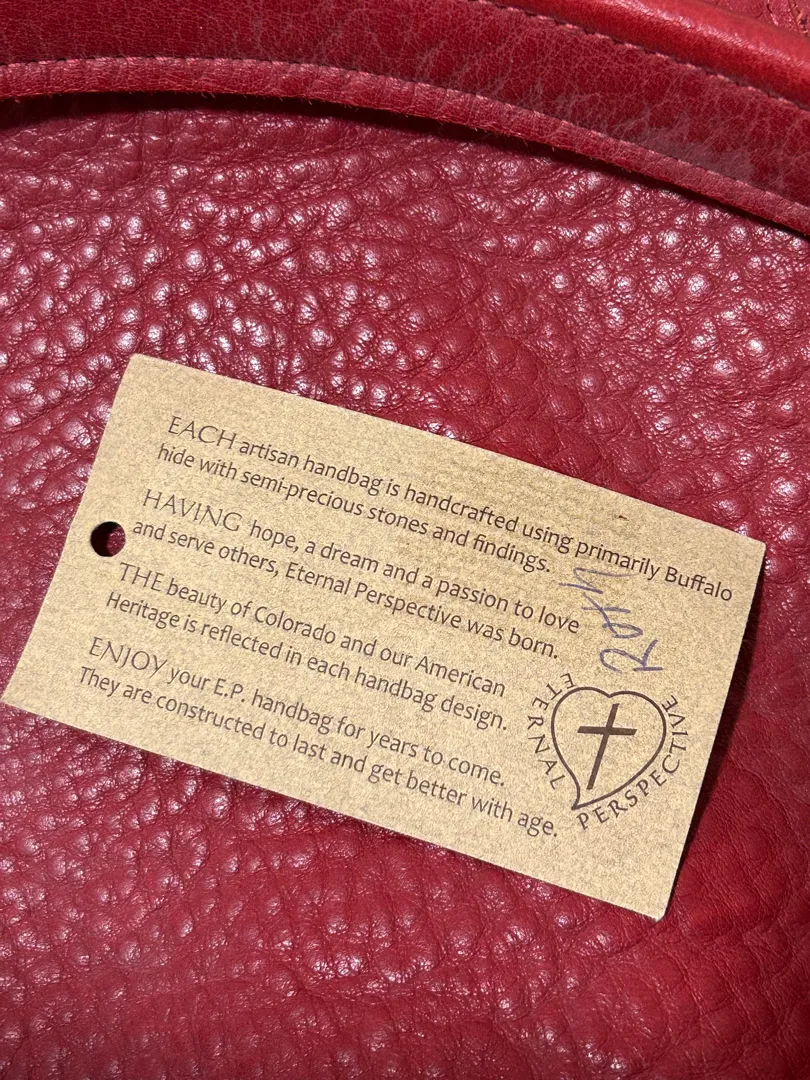 EACH artisan handbag is handcrafted using primarily Buffalo
hide with semi-precious stones and findings.
HAVING hope, a dream and a passion to love
and serve others, Eternal Perspective was born.
THE beauty of Colorado and our American
Heritage is reflected in each handbag design.
ENJOY your E.P. handbag for years to come.
They are constructed to last and get better with age.
Roxy
ETERNAL PERSPECTIVE